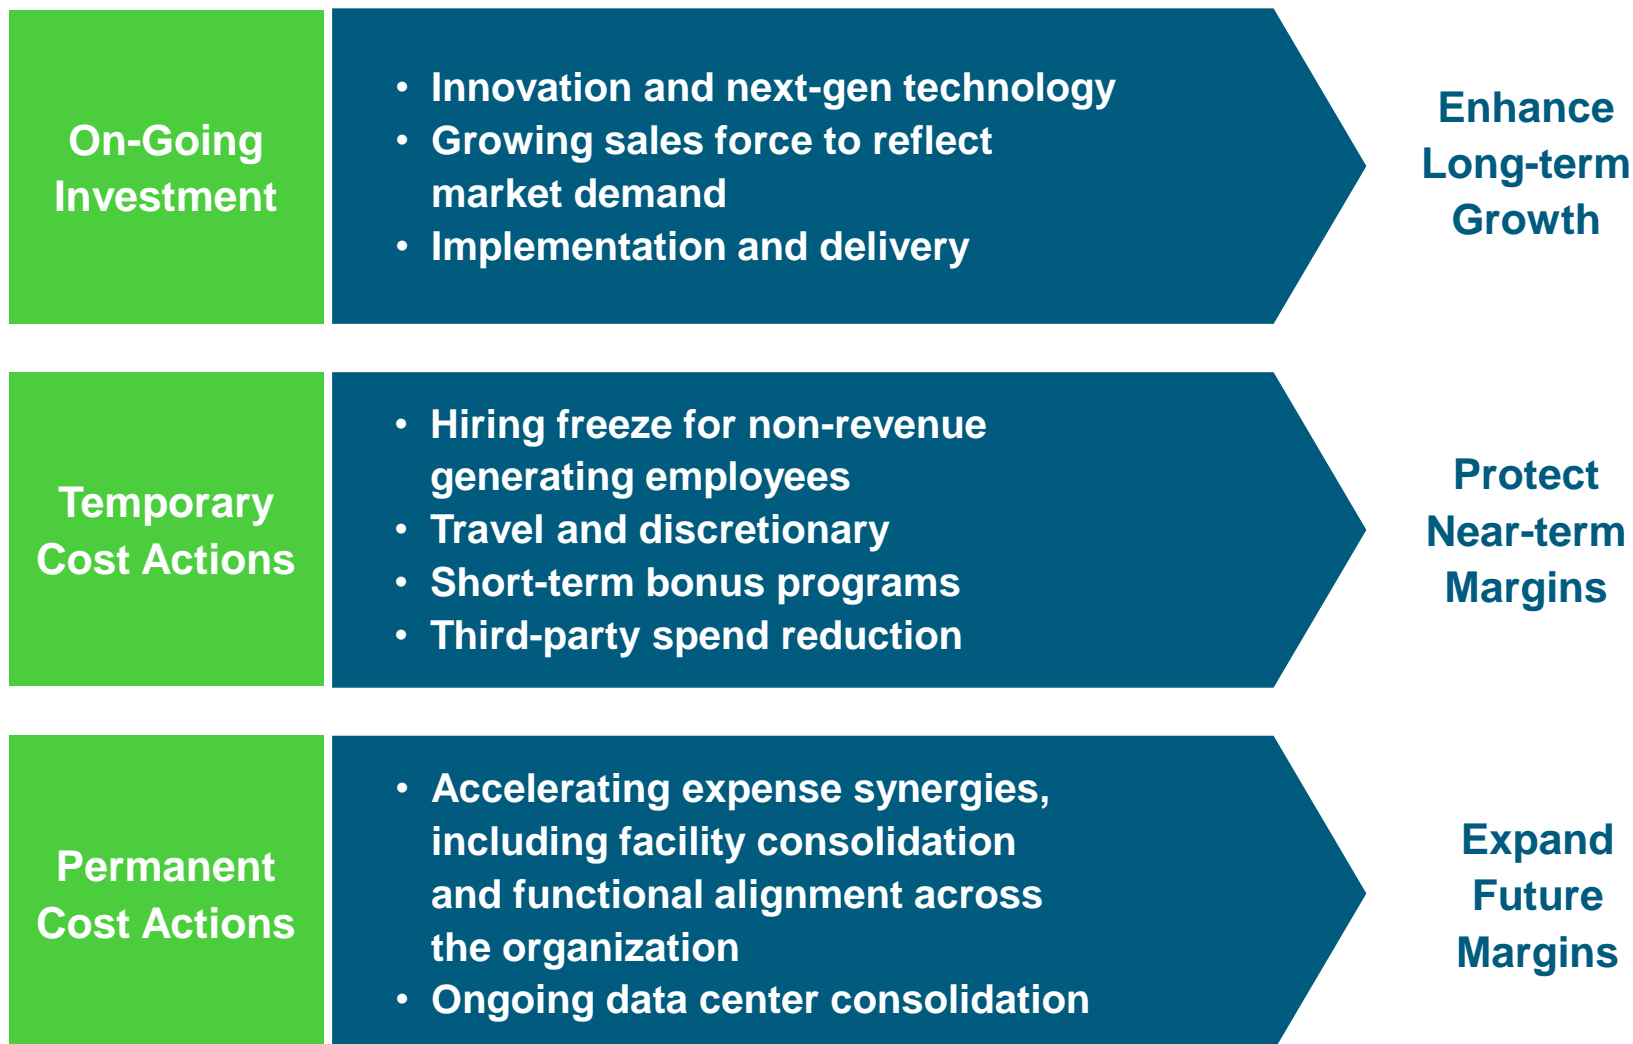 On-Going
Investment
• Innovation and next-gen technology
• Growing sales force to reflect
market demand
• Implementation and delivery
Enhance
Long-term
Growth
Temporary
Cost Actions
• Hiring freeze for non-revenue
generating employees
• Travel and discretionary
• Short-term bonus programs
• Third-party spend reduction
Protect
Near-term
Margins
Permanent
Cost Actions
• Accelerating expense synergies,
including facility consolidation
and functional alignment across
the organization
• Ongoing data center consolidation
Expand
Future
Margins